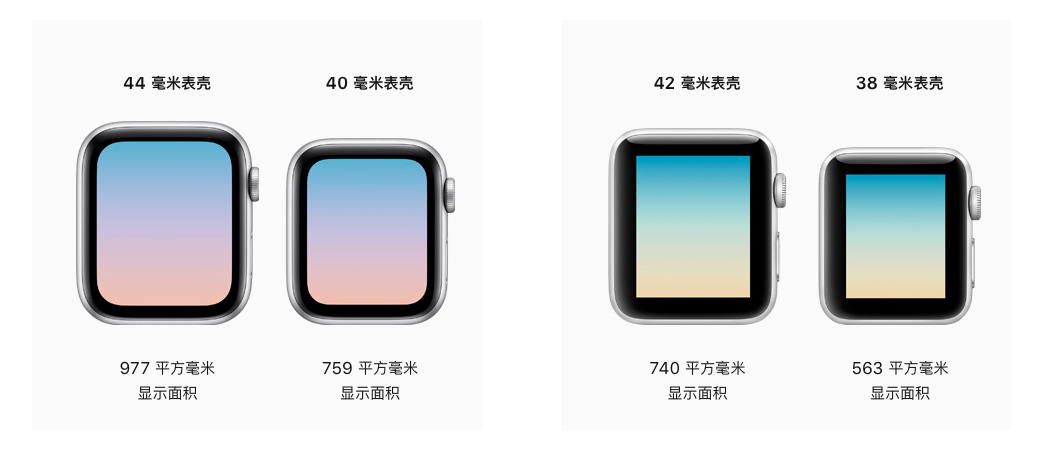 44 毫米表壳
40 毫米表壳
42 毫米表壳
38 毫米表壳
977 平方毫米
显示面积
759 平方毫米
显示面积
740 平方毫米
显示面积
563 平方毫米
显示面积